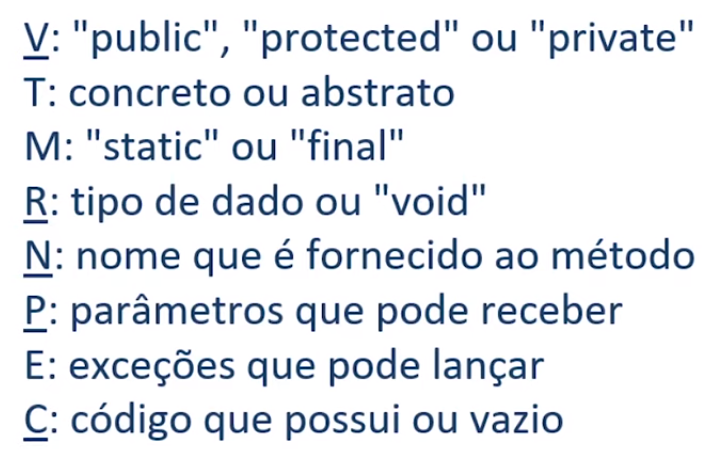 V: "public", "protected" ou "private"
T: concreto ou abstrato
M: "static" ou "final"
R: tipo de dado ou "void"
N: nome que é fornecido ao método
P: parâmetros que pode receber
E: exceções que pode lançar
C: código que possui ou vazio